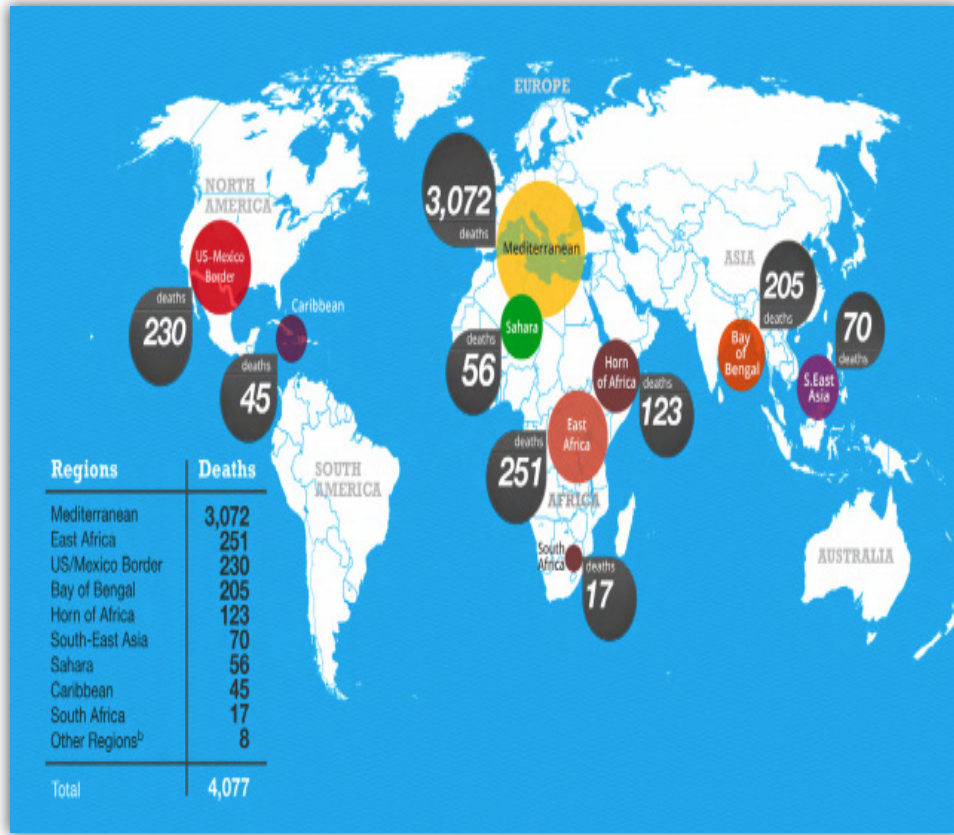 EUROPE
NORTH
AMERICA
3,072
deaths
Mediterranean
US-Mexico
Border
ASIA
205
deaths
deaths
230
Caribbean
deaths
45
Sahara
deaths
56
Horn
of Africa
deaths
123
Bay
of
Bengal
70
deaths
S.East
Asia
East
Africa
deaths
251
AFRICA
SOUTH
AMERICA
South
Africa
deaths
17
AUSTRALIA
Regions Deaths
Mediterranean 3,072
East Africa 251
US/Mexico Border 230
Bay of Bengal 205
Horn of Africa 123
South-East Asia 70
Sahara 56
Caribbean 45
South Africa 17
Other Regionsᵇ 8
Total 4,077